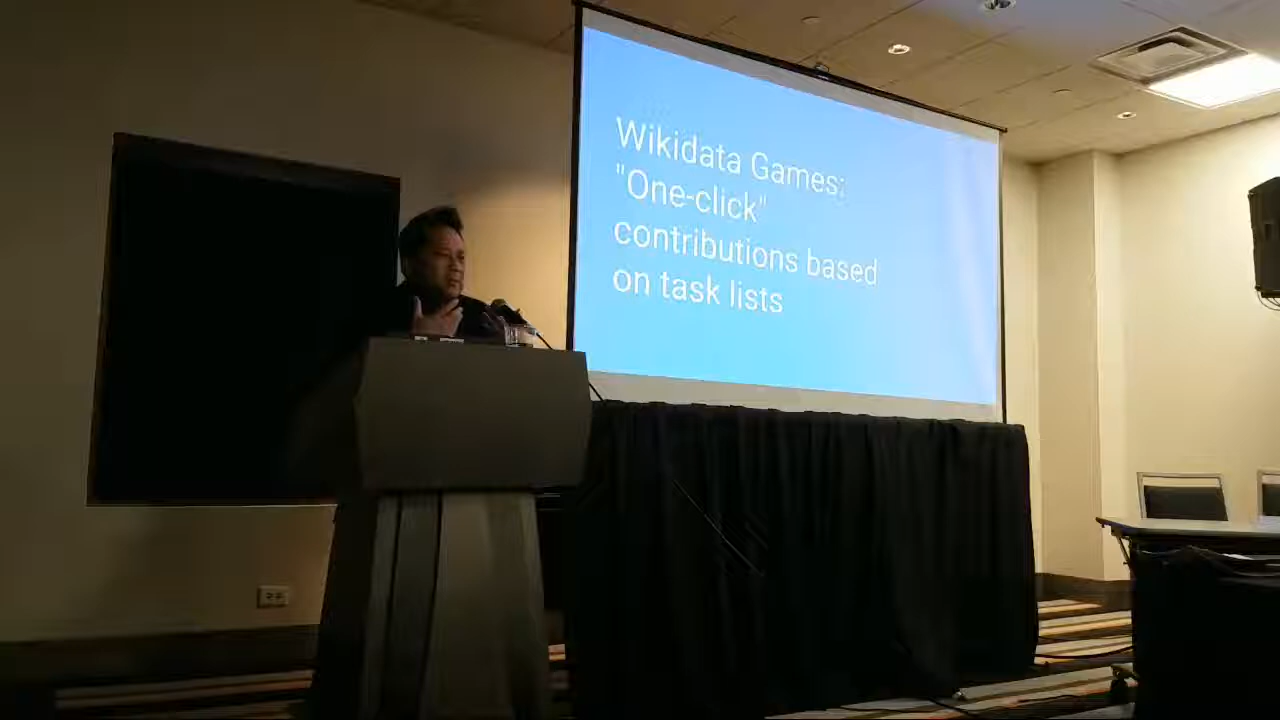 Wikidata Games:
"One-click"
contributions based
on task lists